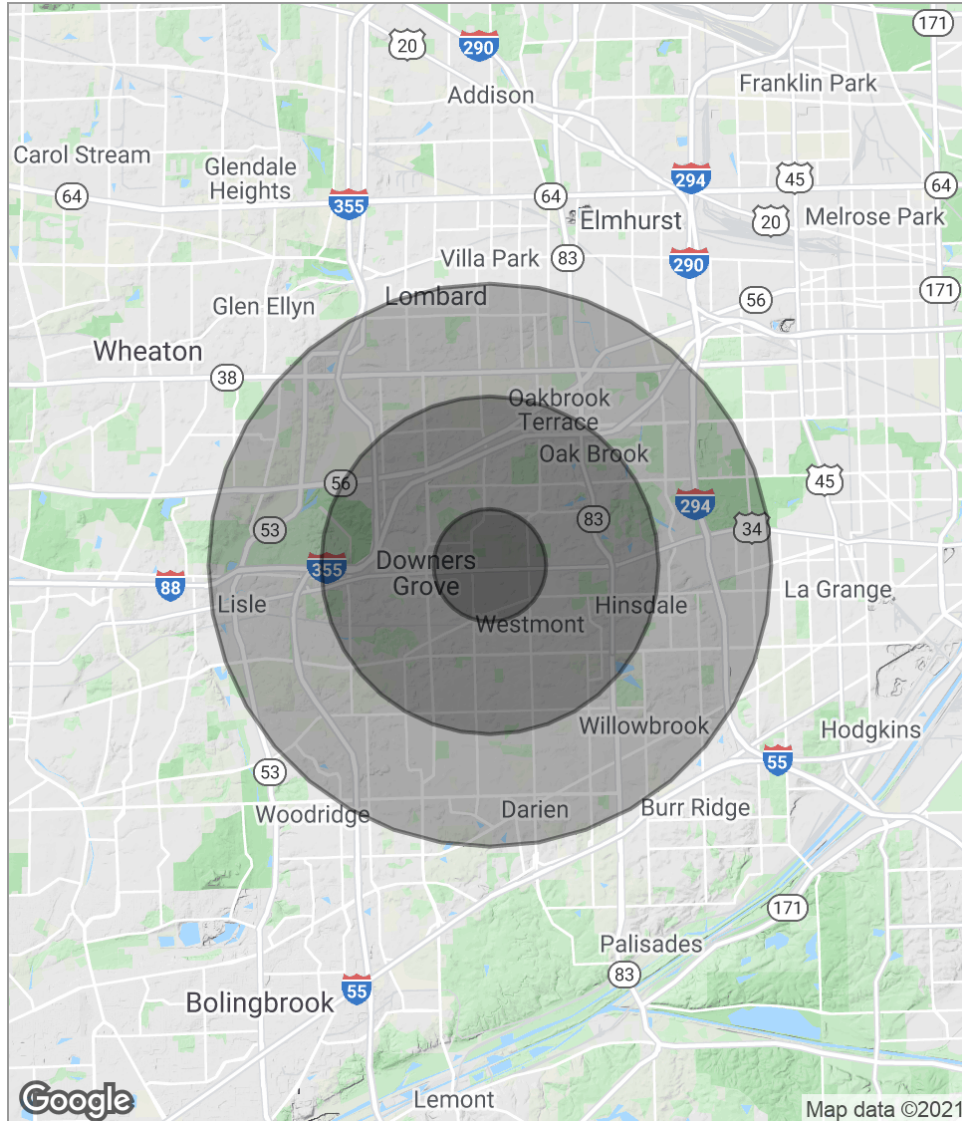 171
20
290
Addison
Franklin Park
Carol Stream
Glendale
Heights
64
355
64
294
45
64
Elmhurst
20
Melrose Park
Villa Park
83
290
171
Lombard
56
Glen Ellyn
Wheaton
38
Oakbrook
Terrace
Oak Brook
56
45
294
53
83
34
Downers
Grove
355
88
Lisle
La Grange
Hinsdale
Westmont
Willowbrook
Hodgkins
53
55
Woodridge
Darien
Burr Ridge
171
Palisades
83
55
Bolingbrook
Lemont
Google
Map data ©2021